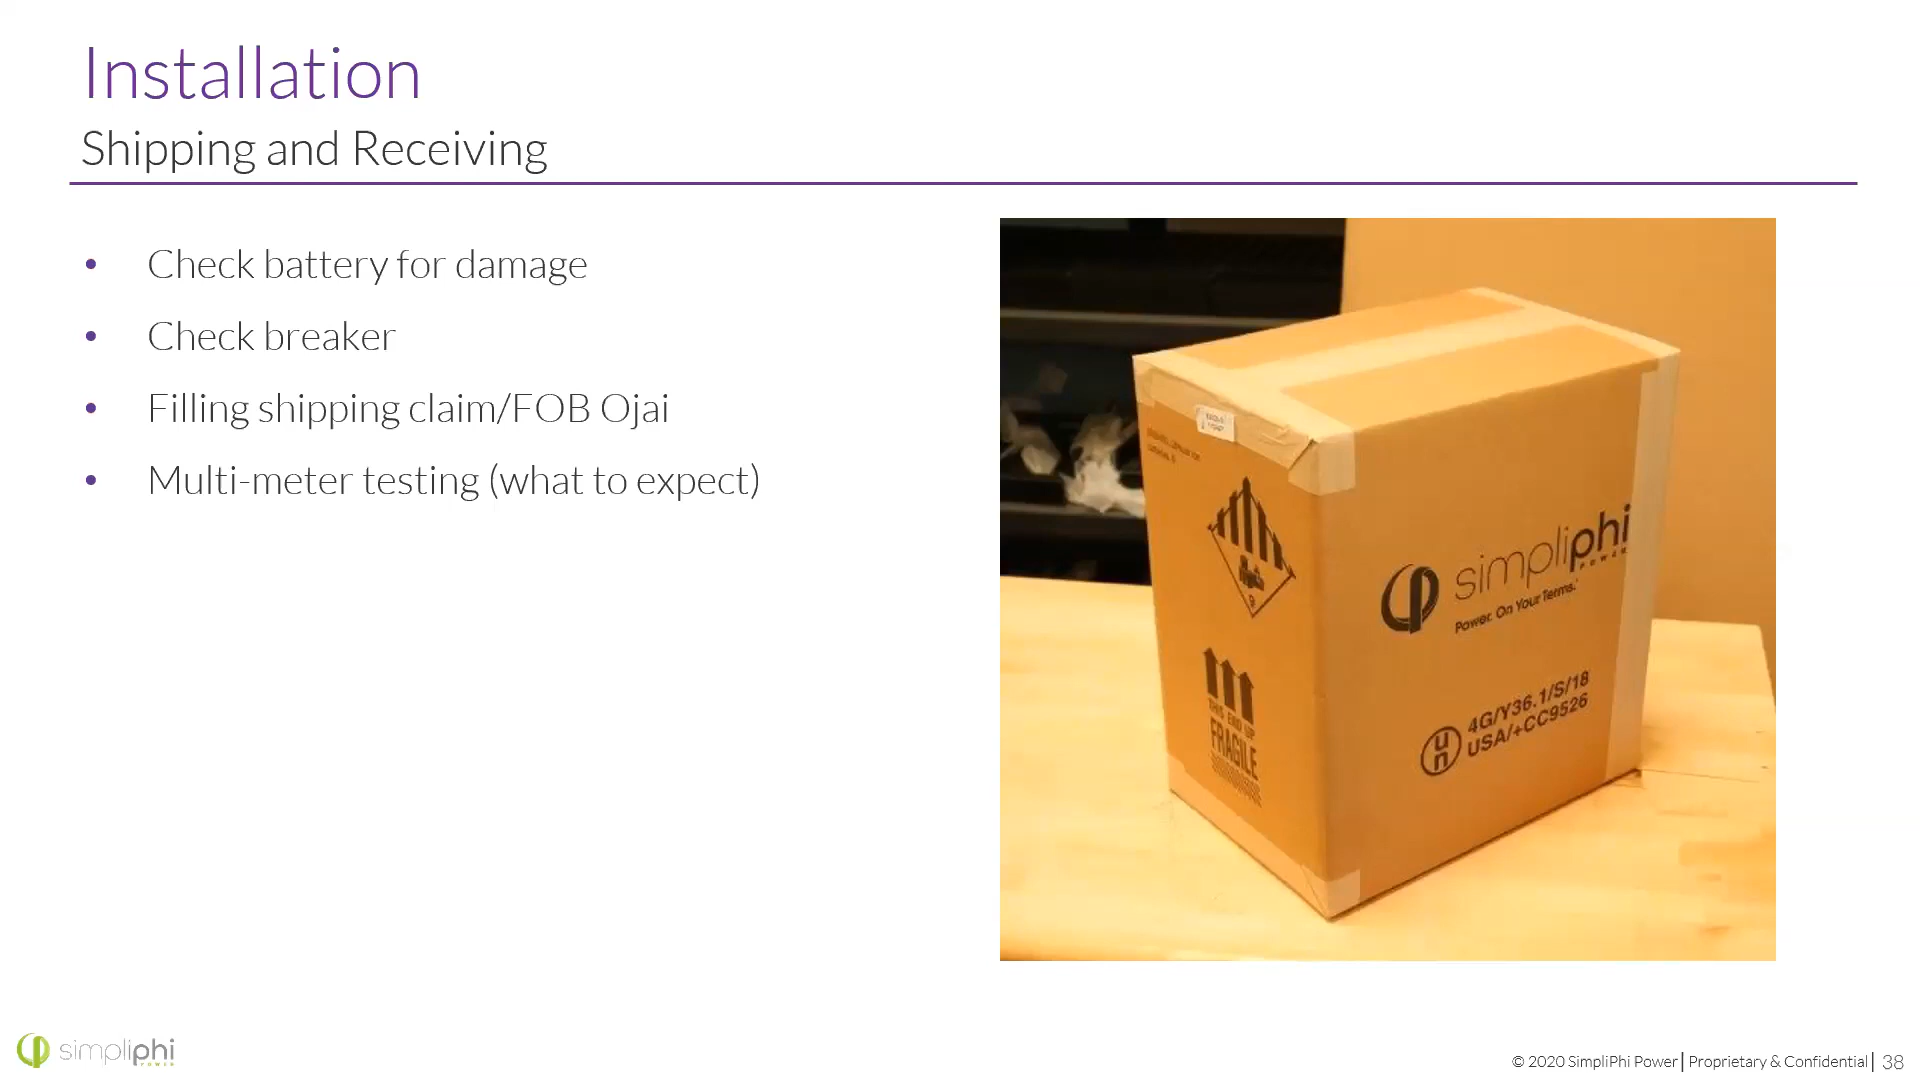 Installation
Shipping and Receiving
• Check battery for damage
• Check breaker
• Filling shipping claim/FOB Ojai
• Multi-meter testing (what to expect)
simpliphi
POWER
Power. On Your Terms.
4G/Y36.1/S/18
USA/+CC9526
un
9
THIS END UP
FRAGILE
simpliphi
POWER
© 2020 SimpliPhi Power | Proprietary & Confidential | 38